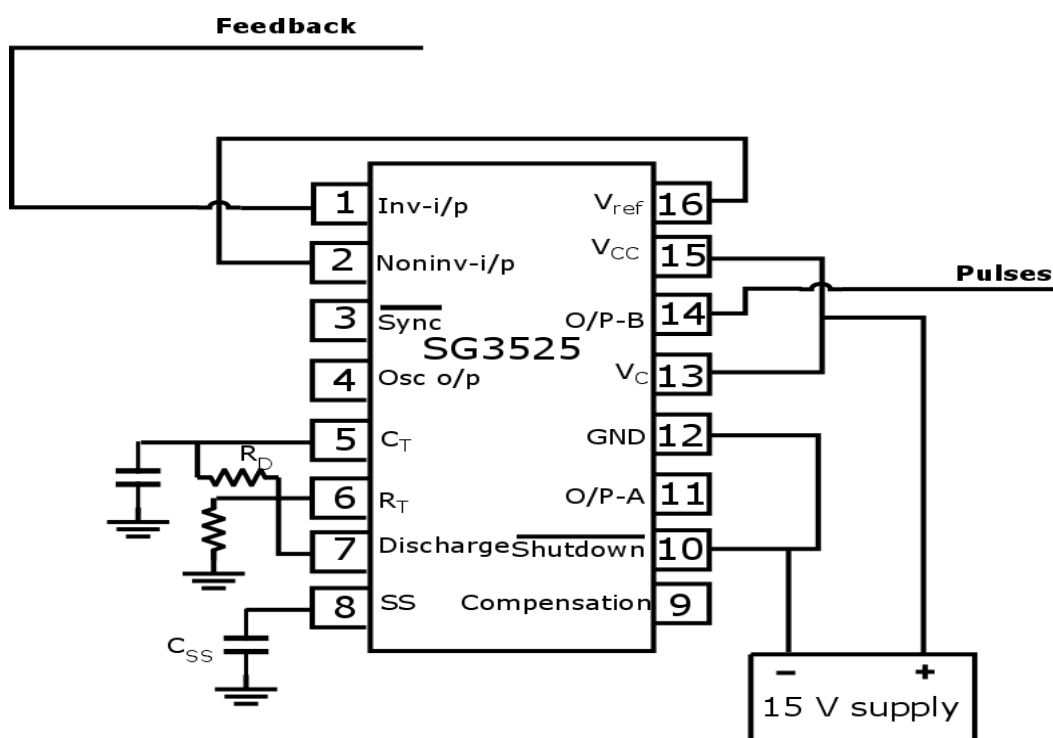 Feedback
1 Inv-i/p
2 Noninv-i/p
3 Sync
4 Osc o/p
5 CT
6 RT
7 Discharge
8 SS
SG3525
Vref 16
VCC 15
O/P-B 14
VC 13
GND 12
O/P-A 11
Shutdown 10
Compensation 9
Pulses
RD
CSS
- +
15 V supply